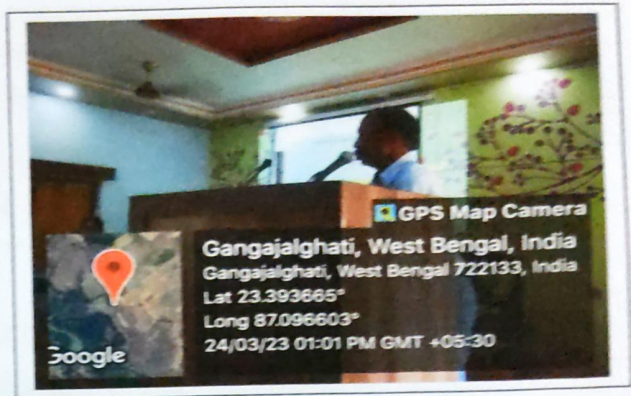 GPS Map Camera
Gangajalghati, West Bengal, India
Gangajalghati, West Bengal 722133, India
Lat 23.393665°
Long 87.096603°
24/03/23 01:01 PM GMT +05:30
Google